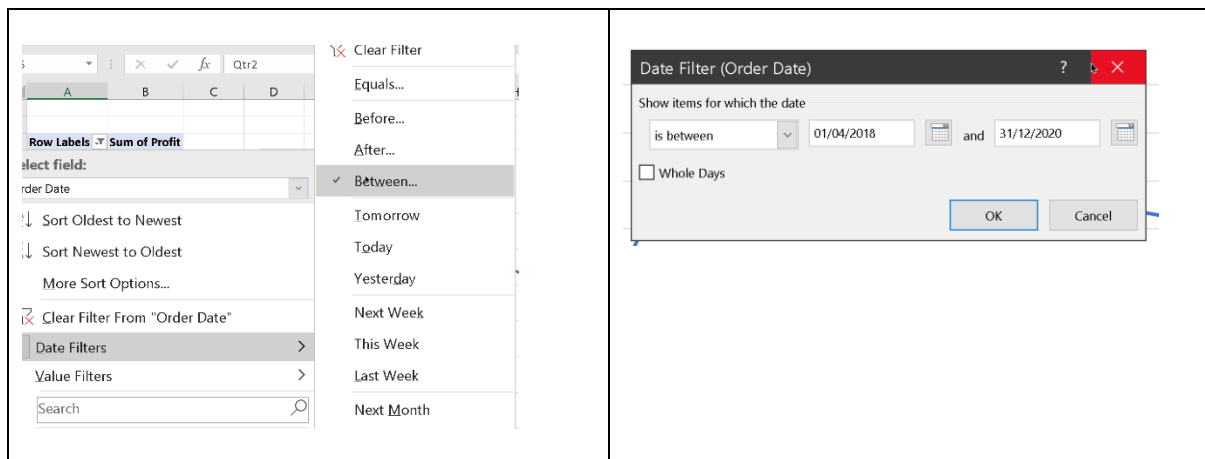 Qtr2
A B C D
Row Labels Sum of Profit
elect field:
rder Date
Sort Oldest to Newest
Sort Newest to Oldest
More Sort Options...
Clear Filter From "Order Date"
Date Filters
Value Filters
Search
Clear Filter
Equals...
Before...
After...
Between...
Tomorrow
Today
Yesterday
Next Week
This Week
Last Week
Next Month
Date Filter (Order Date)
Show items for which the date
is between 01/04/2018 and 31/12/2020
Whole Days
OK Cancel